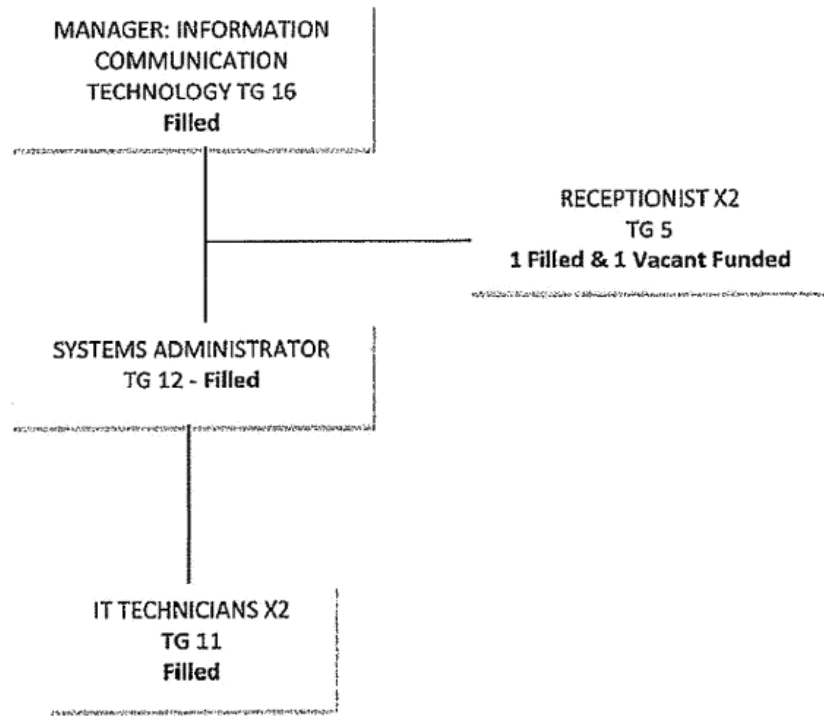 MANAGER: INFORMATION
COMMUNICATION
TECHNOLOGY TG 16
Filled
RECEPTIONIST X2
TG 5
1 Filled & 1 Vacant Funded
SYSTEMS ADMINISTRATOR
TG 12 - Filled
IT TECHNICIANS X2
TG 11
Filled